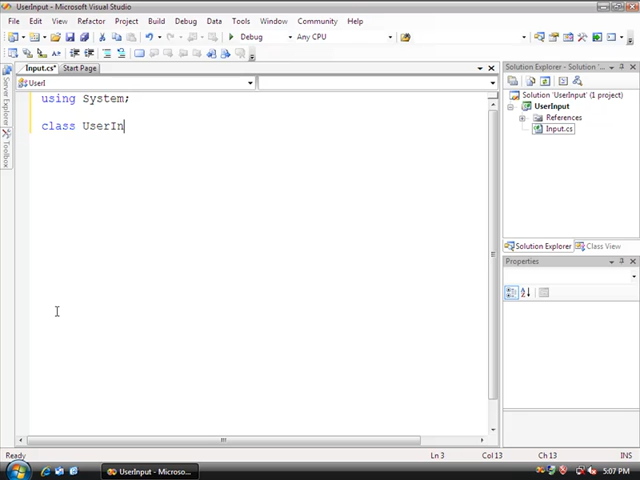 UserInput - Microsoft Visual Studio
File Edit View Refactor Project Build Debug Data Tools Window Community Help
Debug Any CPU
Input.cs* Start Page
UserI
using System;
class UserIn
Server Explorer
Toolbox
Solution Explorer - Solution '...
Solution 'UserInput' (1 project)
UserInput
References
Input.cs
Solution Explorer Class View
Properties
Ready Ln 3 Col 13 Ch 13 INS
UserInput - Microso... 5:07 PM